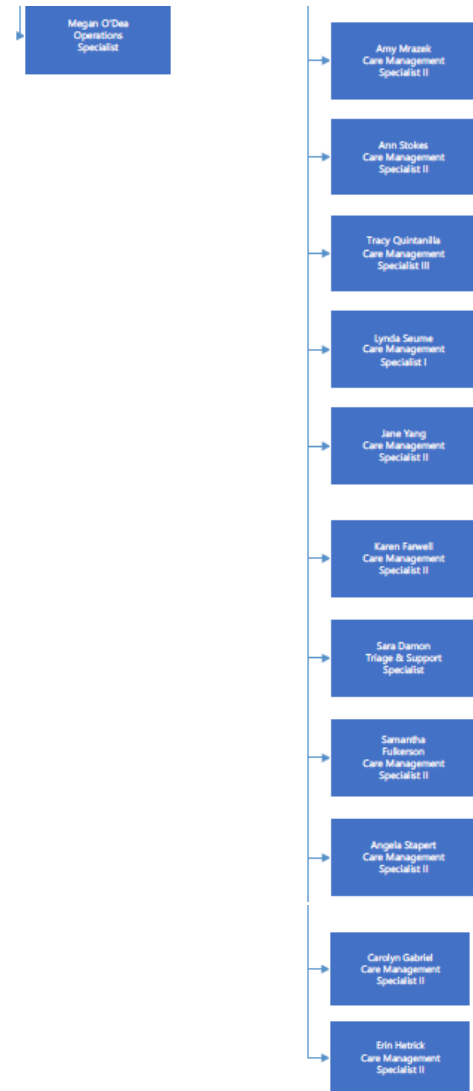 Megan O'Dea
Operations
Specialist
Amy Mrazek
Care Management
Specialist II
Ann Stokes
Care Management
Specialist II
Tracy Quintanilla
Care Management
Specialist III
Lynda Seume
Care Management
Specialist I
Jane Yang
Care Management
Specialist II
Karen Farwell
Care Management
Specialist II
Sara Damon
Triage & Support
Specialist
Samantha
Fulkerson
Care Management
Specialist II
Angela Stapert
Care Management
Specialist II
Carolyn Gabriel
Care Management
Specialist II
Erin Hetrick
Care Management
Specialist II